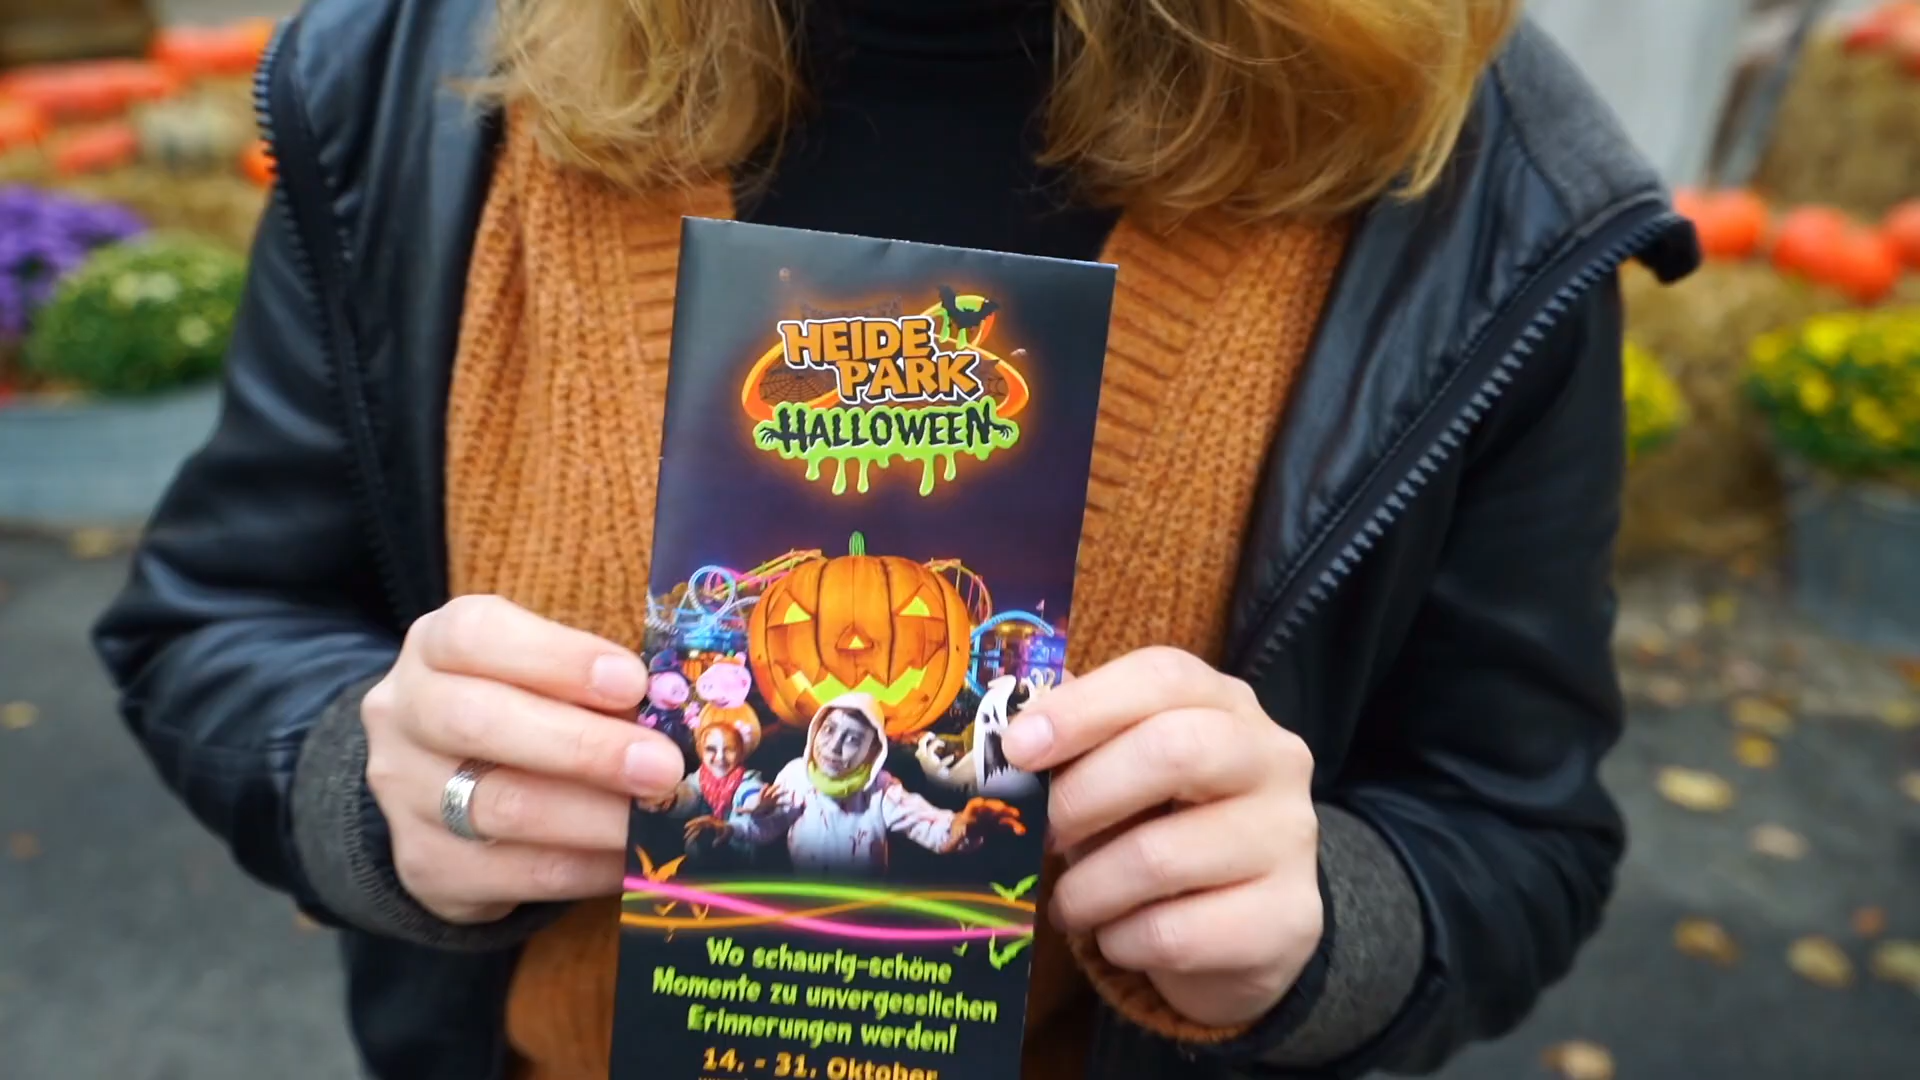 HEIDE
PARK
HALLOWEEN
Wo schaurig-schöne
Momente zu unvergesslichen
Erinnerungen werden!
14. - 31. Oktober